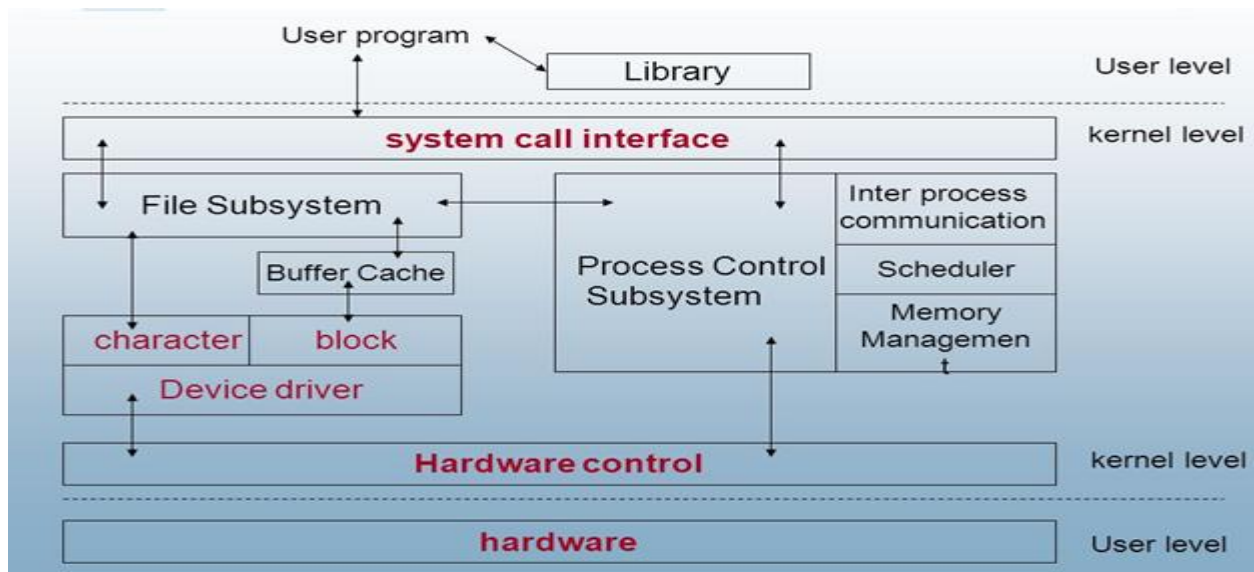 User program
Library
User level
system call interface
kernel level
File Subsystem
Inter process
communication
Buffer Cache
Process Control
Subsystem
Scheduler
Memory
Managemen
t
character
block
Device driver
Hardware control
kernel level
hardware
User level